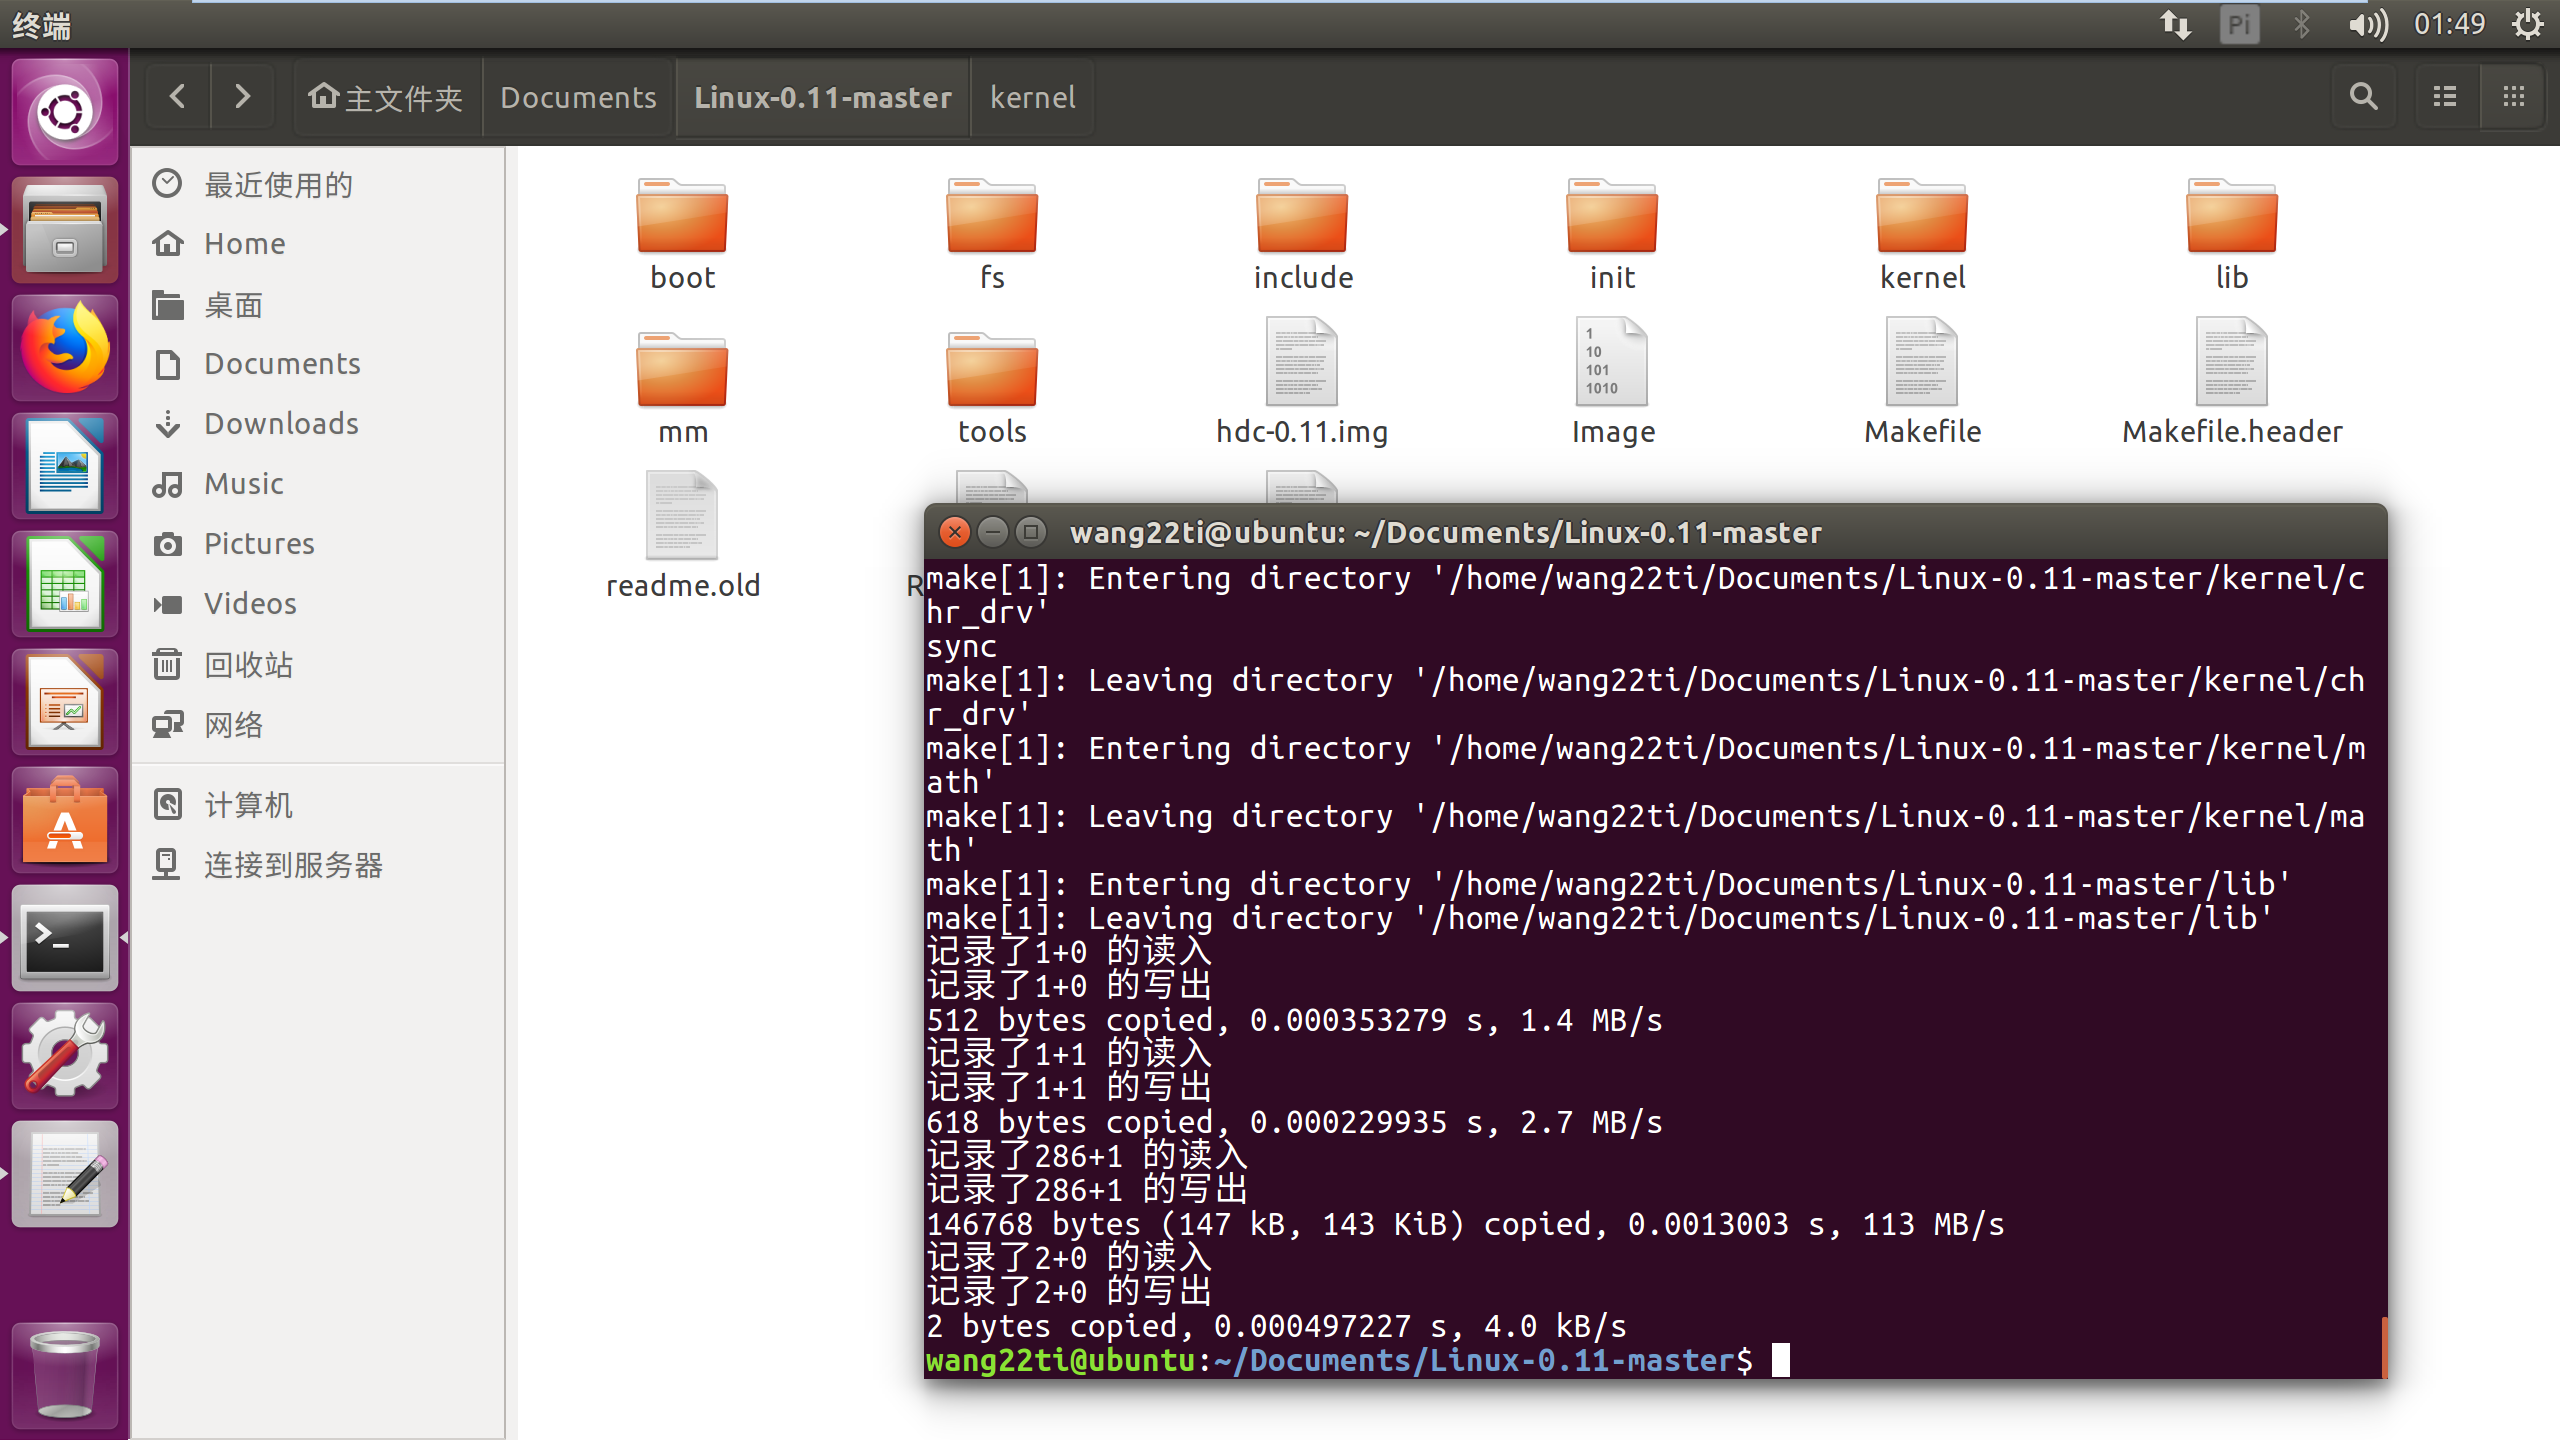 终端
Pi
01:49
主文件夹
Documents
Linux-0.11-master
kernel
最近使用的
Home
桌面
Documents
Downloads
Music
Pictures
Videos
回收站
网络
计算机
连接到服务器
boot
fs
include
init
kernel
lib
mm
tools
hdc-0.11.img
1
10
101
1010
Image
Makefile
Makefile.header
readme.old
R
wang22ti@ubuntu: ~/Documents/Linux-0.11-master
make[1]: Entering directory '/home/wang22ti/Documents/Linux-0.11-master/kernel/c
hr_drv'
sync
make[1]: Leaving directory '/home/wang22ti/Documents/Linux-0.11-master/kernel/ch
r_drv'
make[1]: Entering directory '/home/wang22ti/Documents/Linux-0.11-master/kernel/m
ath'
make[1]: Leaving directory '/home/wang22ti/Documents/Linux-0.11-master/kernel/ma
th'
make[1]: Entering directory '/home/wang22ti/Documents/Linux-0.11-master/lib'
make[1]: Leaving directory '/home/wang22ti/Documents/Linux-0.11-master/lib'
记录了1+0 的读入
记录了1+0 的写出
512 bytes copied, 0.000353279 s, 1.4 MB/s
记录了1+1 的读入
记录了1+1 的写出
618 bytes copied, 0.000229935 s, 2.7 MB/s
记录了286+1 的读入
记录了286+1 的写出
146768 bytes (147 kB, 143 KiB) copied, 0.0013003 s, 113 MB/s
记录了2+0 的读入
记录了2+0 的写出
2 bytes copied, 0.000497227 s, 4.0 kB/s
wang22ti@ubuntu:~/Documents/Linux-0.11-master$